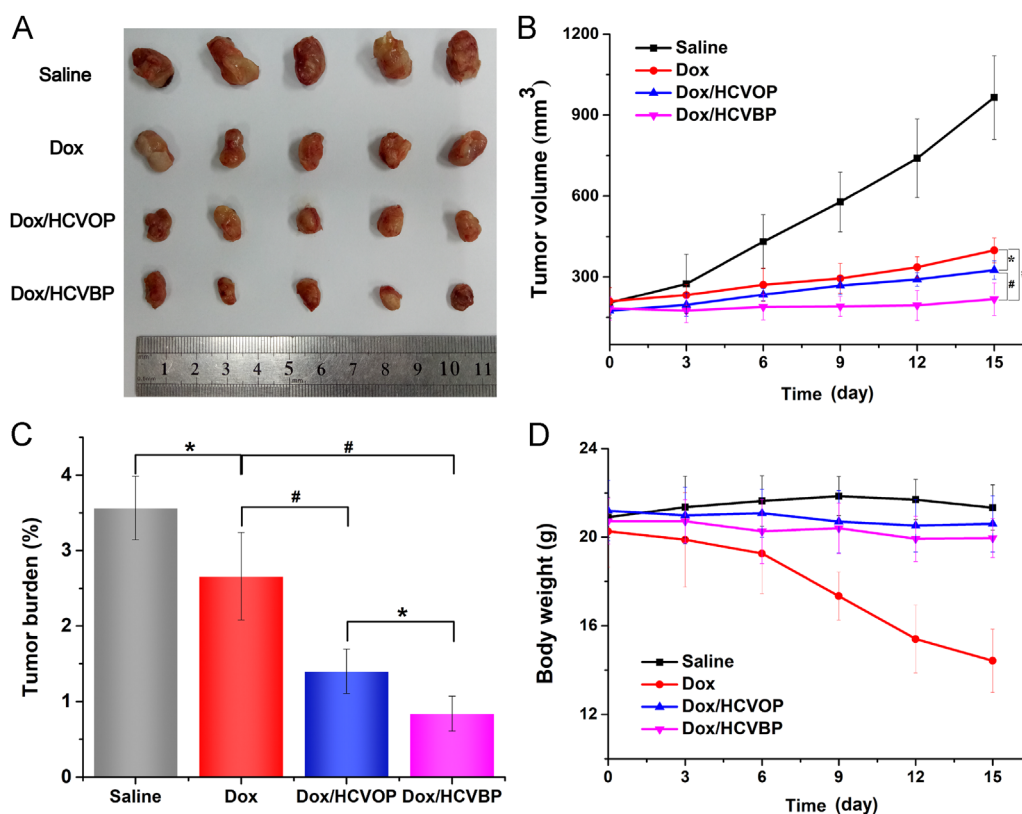 A
Saline
Dox
Dox/HCVOP
Dox/HCVBP
1 2 3 4 5 6 7 8 9 10 11
mm
0.5mm
mm
B
Saline
Dox
Dox/HCVOP
Dox/HCVBP
Tumor volume (mm³)
1200
900
600
300
*
#
0 3 6 9 12 15
Time (day)
C
Tumor burden (%)
4
3
2
1
0
* #
#
*
Saline Dox Dox/HCVOP Dox/HCVBP
D
Body weight (g)
24
20
16
12
Saline
Dox
Dox/HCVOP
Dox/HCVBP
0 3 6 9 12 15
Time (day)